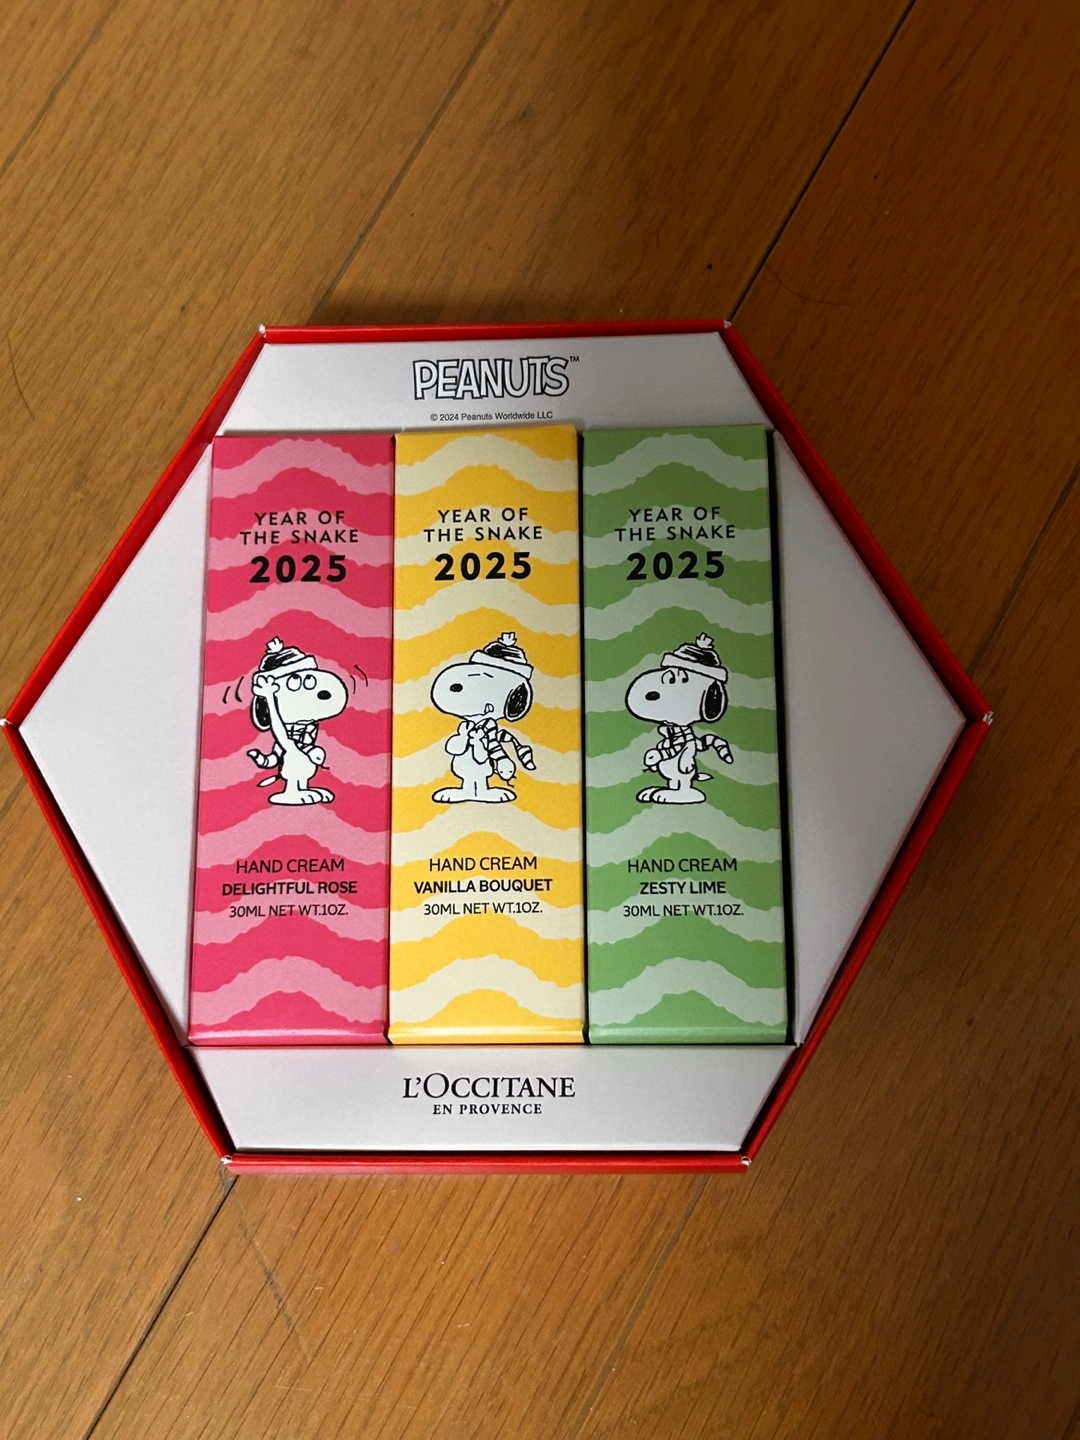 PEANUTS™
© 2024 Peanuts Worldwide LLC
YEAR OF
THE SNAKE
2025
HAND CREAM
DELIGHTFUL ROSE
30ML NET WT.1OZ.
YEAR OF
THE SNAKE
2025
HAND CREAM
VANILLA BOUQUET
30ML NET WT.1OZ.
YEAR OF
THE SNAKE
2025
HAND CREAM
ZESTY LIME
30ML NET WT.1OZ.
L'OCCITANE
EN PROVENCE